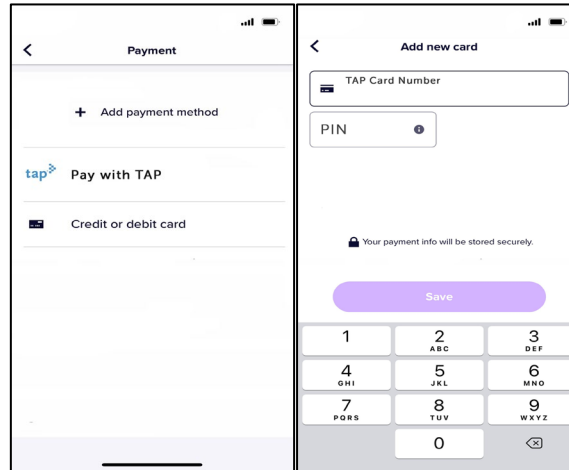 Payment
+ Add payment method
tap Pay with TAP
Credit or debit card
Add new card
TAP Card Number
PIN
Your payment info will be stored securely.
Save
1
2
ABC
3
DEF
4
GHI
5
JKL
6
MNO
7
PQRS
8
TUV
9
WXYZ
0